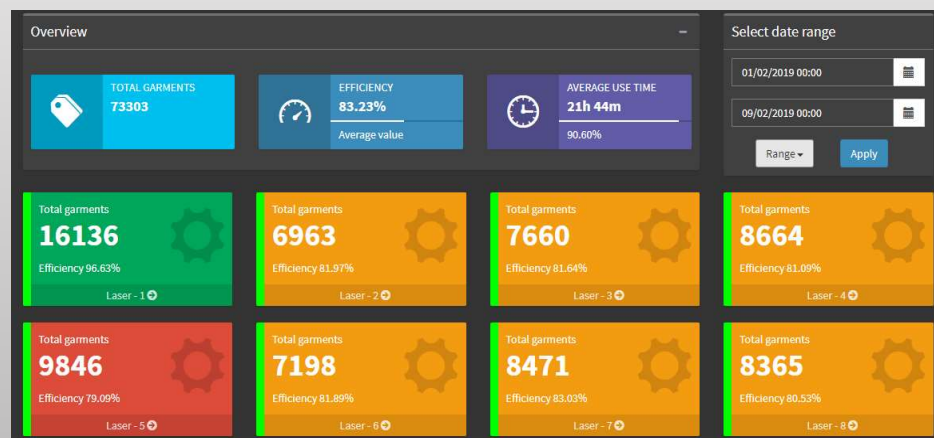 Overview
Select date range
TOTAL GARMENTS
73303
EFFICIENCY
83.23%
Average value
AVERAGE USE TIME
21h 44m
90.60%
01/02/2019 00:00
09/02/2019 00:00
Range
Apply
Total garments
16136
Efficiency 96.63%
Laser - 1
Total garments
6963
Efficiency 81.97%
Laser - 2
Total garments
7660
Efficiency 81.64%
Laser - 3
Total garments
8664
Efficiency 81.09%
Laser - 4
Total garments
9846
Efficiency 79.09%
Laser - 5
Total garments
7198
Efficiency 81.89%
Laser - 6
Total garments
8471
Efficiency 83.03%
Laser - 7
Total garments
8365
Efficiency 80.53%
Laser - 8